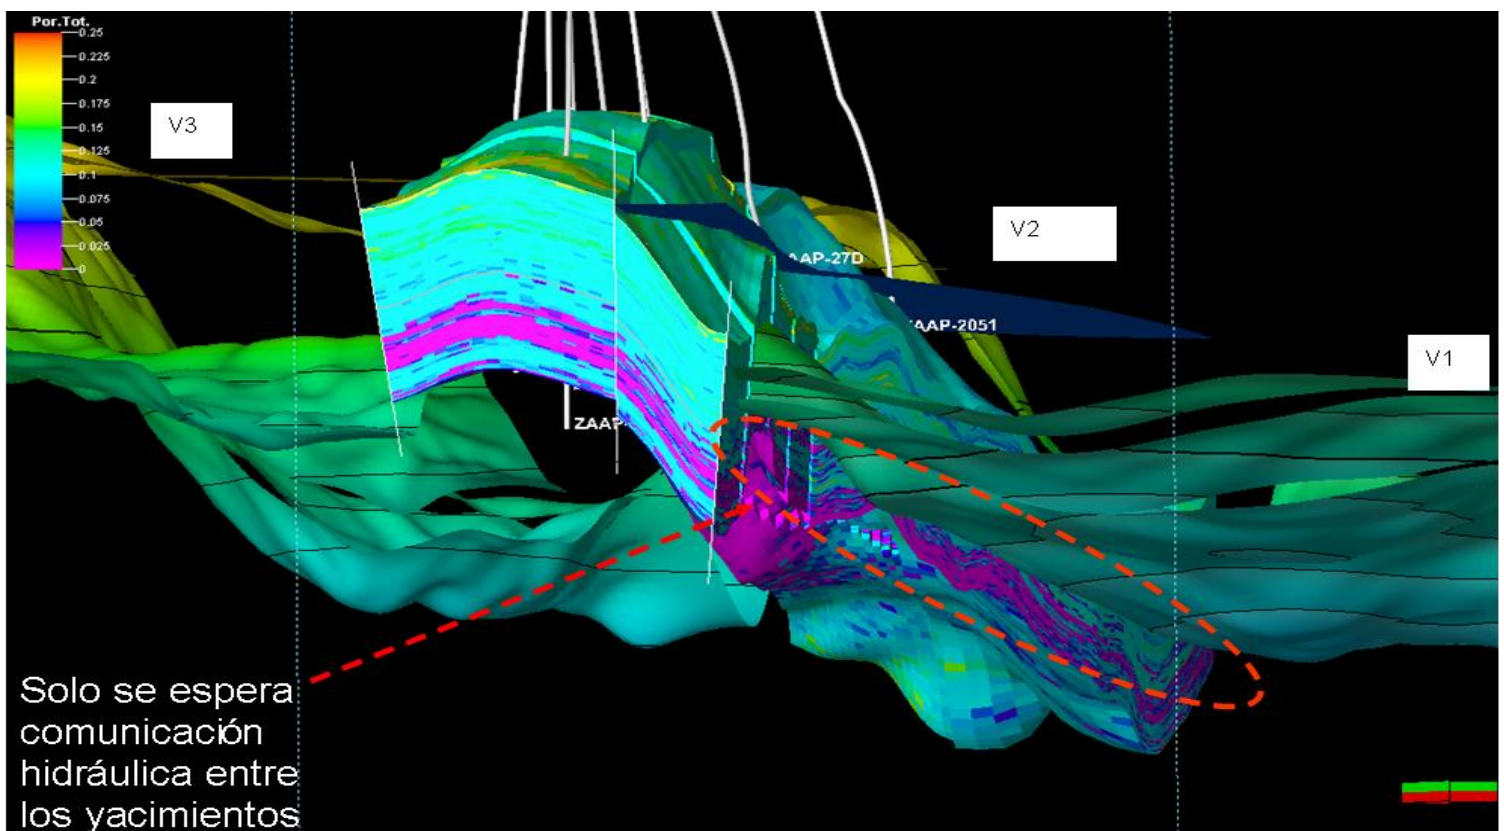 Por.Tot.
0.25
0.225
0.2
0.175
0.15
0.125
0.1
0.075
0.05
0.025
0
V3
V2
AAP-27D
AAP-2051
V1
ZAAP-
Solo se espera
comunicación
hidráulica entre
los yacimientos